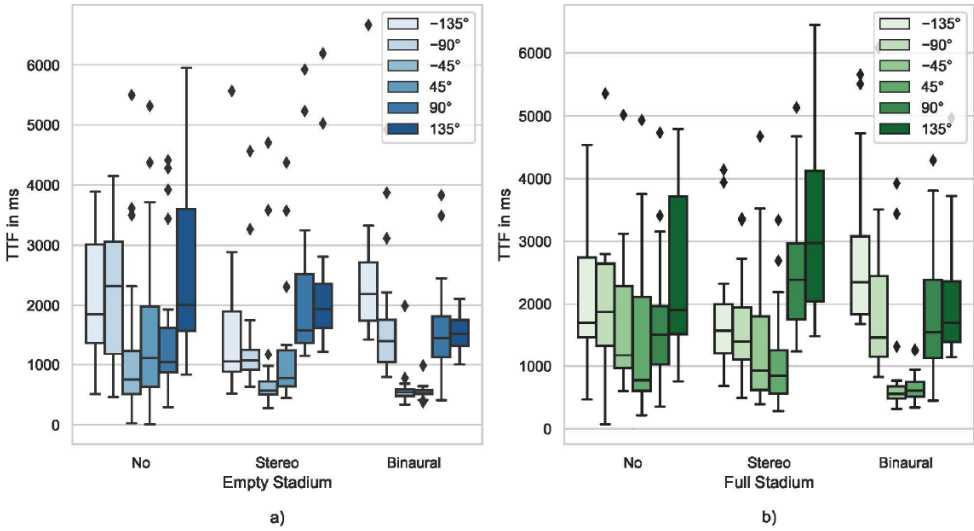 −135°
−90°
−45°
45°
90°
135°
6000
5000
4000
3000
2000
1000
0
TTF in ms
No
Stereo
Binaural
Empty Stadium
a)
−135°
−90°
−45°
45°
90°
135°
6000
5000
4000
3000
2000
1000
0
TTF in ms
No
Stereo
Binaural
Full Stadium
b)